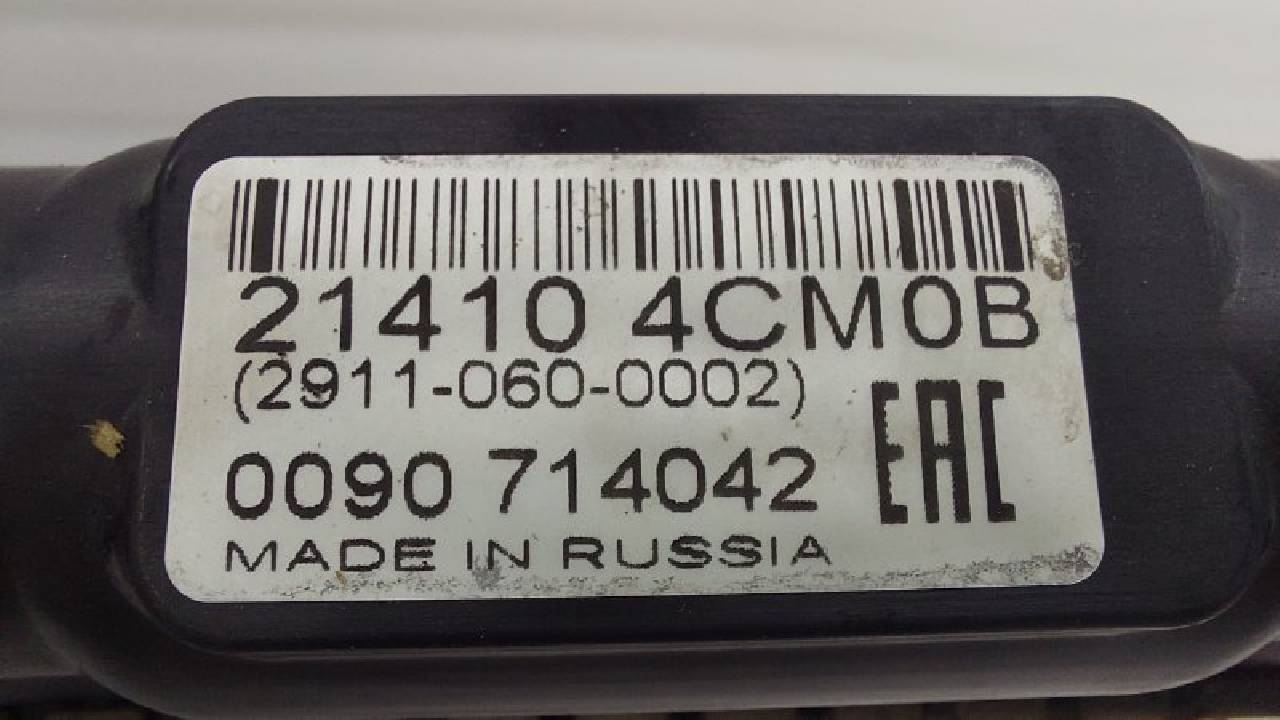 21410 4CM0B
(2911-060-0002)
0090 714042
EAC
MADE IN RUSSIA